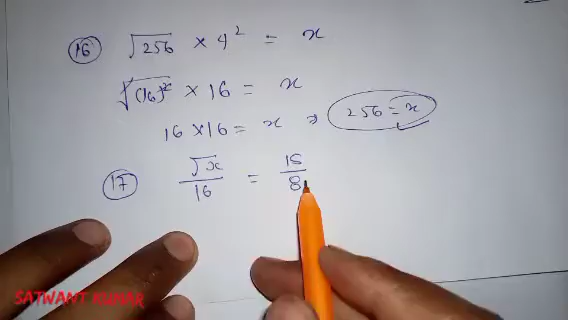 16 √256 × 4² = x
√(16)² × 16 = x
16 × 16 = x ⇒ 256 = x
17 √x/16 = 15/8
SATWANT KUMAR